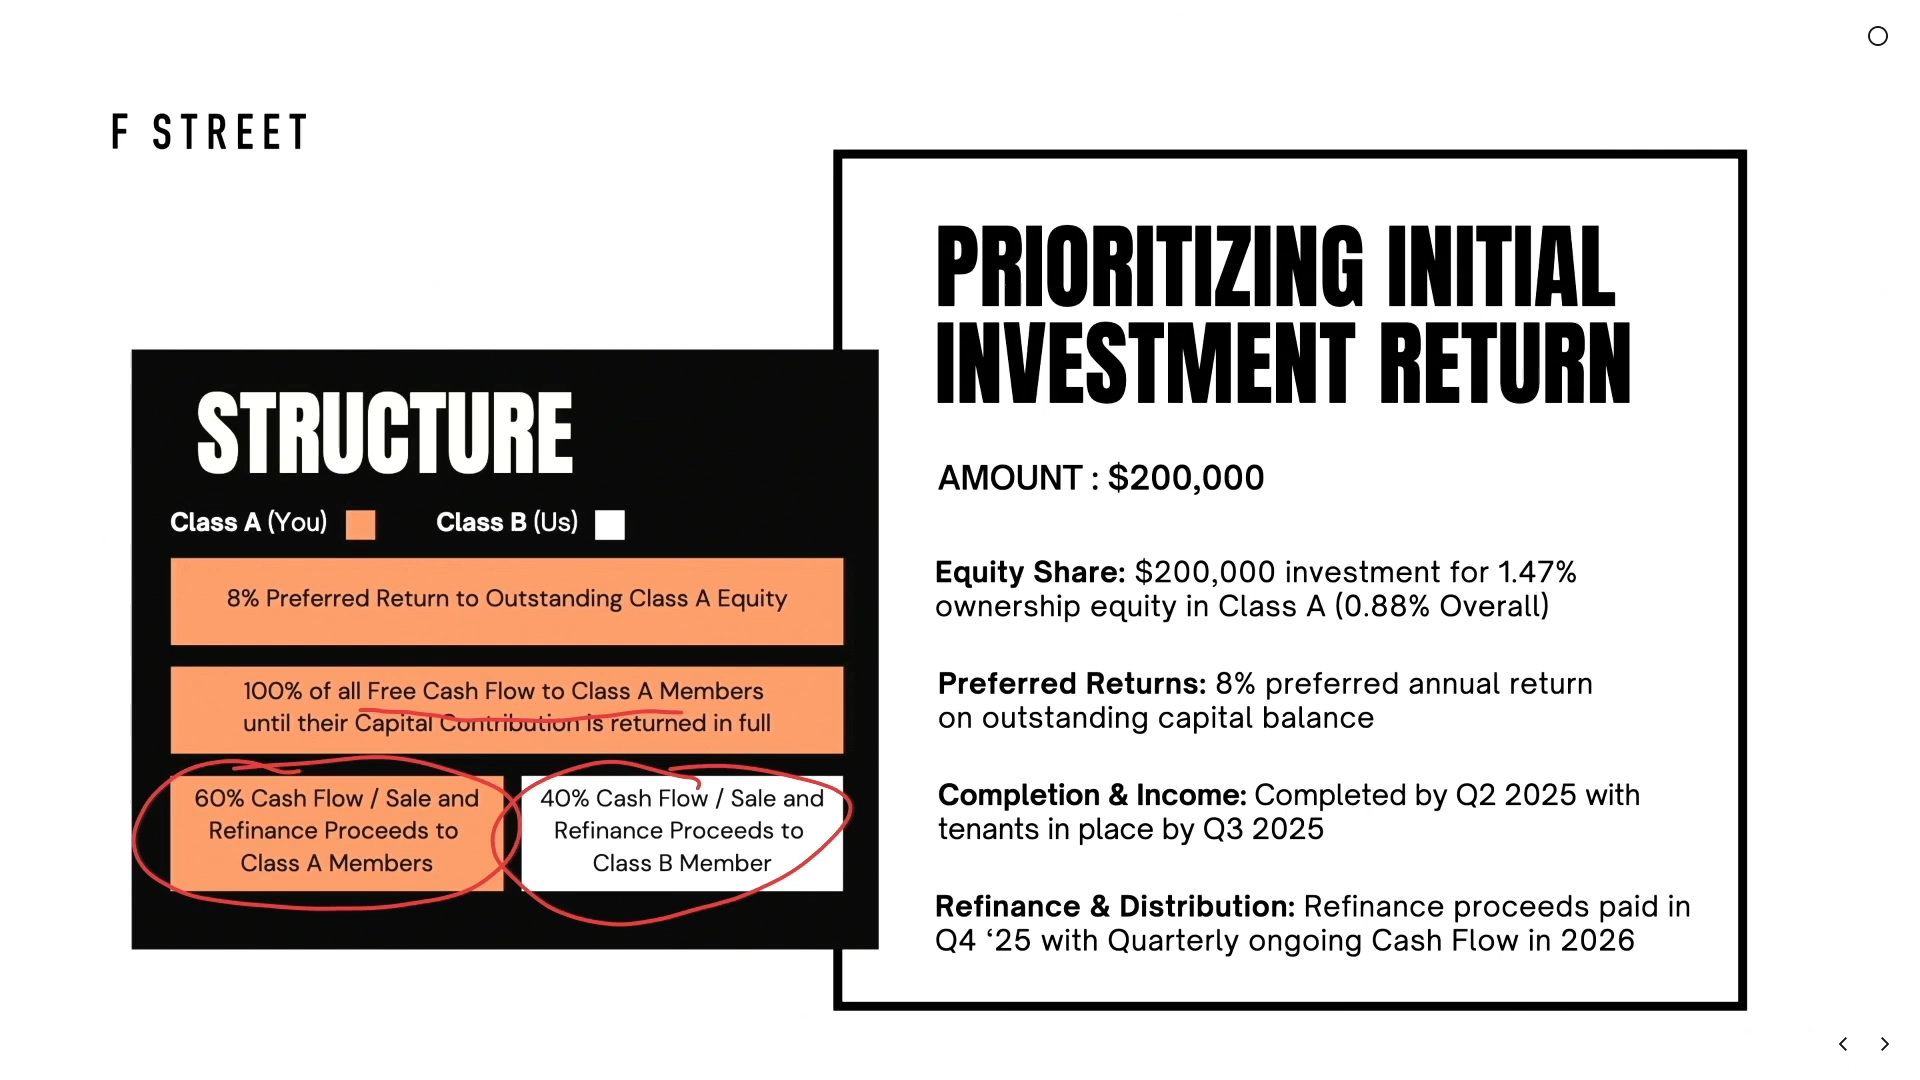 F STREET
STRUCTURE
Class A (You)
Class B (Us)
8% Preferred Return to Outstanding Class A Equity
100% of all Free Cash Flow to Class A Members
until their Capital Contribution is returned in full
60% Cash Flow / Sale and
Refinance Proceeds to
Class A Members
40% Cash Flow / Sale and
Refinance Proceeds to
Class B Member
PRIORITIZING INITIAL
INVESTMENT RETURN
AMOUNT : $200,000
Equity Share: $200,000 investment for 1.47%
ownership equity in Class A (0.88% Overall)
Preferred Returns: 8% preferred annual return
on outstanding capital balance
Completion & Income: Completed by Q2 2025 with
tenants in place by Q3 2025
Refinance & Distribution: Refinance proceeds paid in
Q4 ‘25 with Quarterly ongoing Cash Flow in 2026